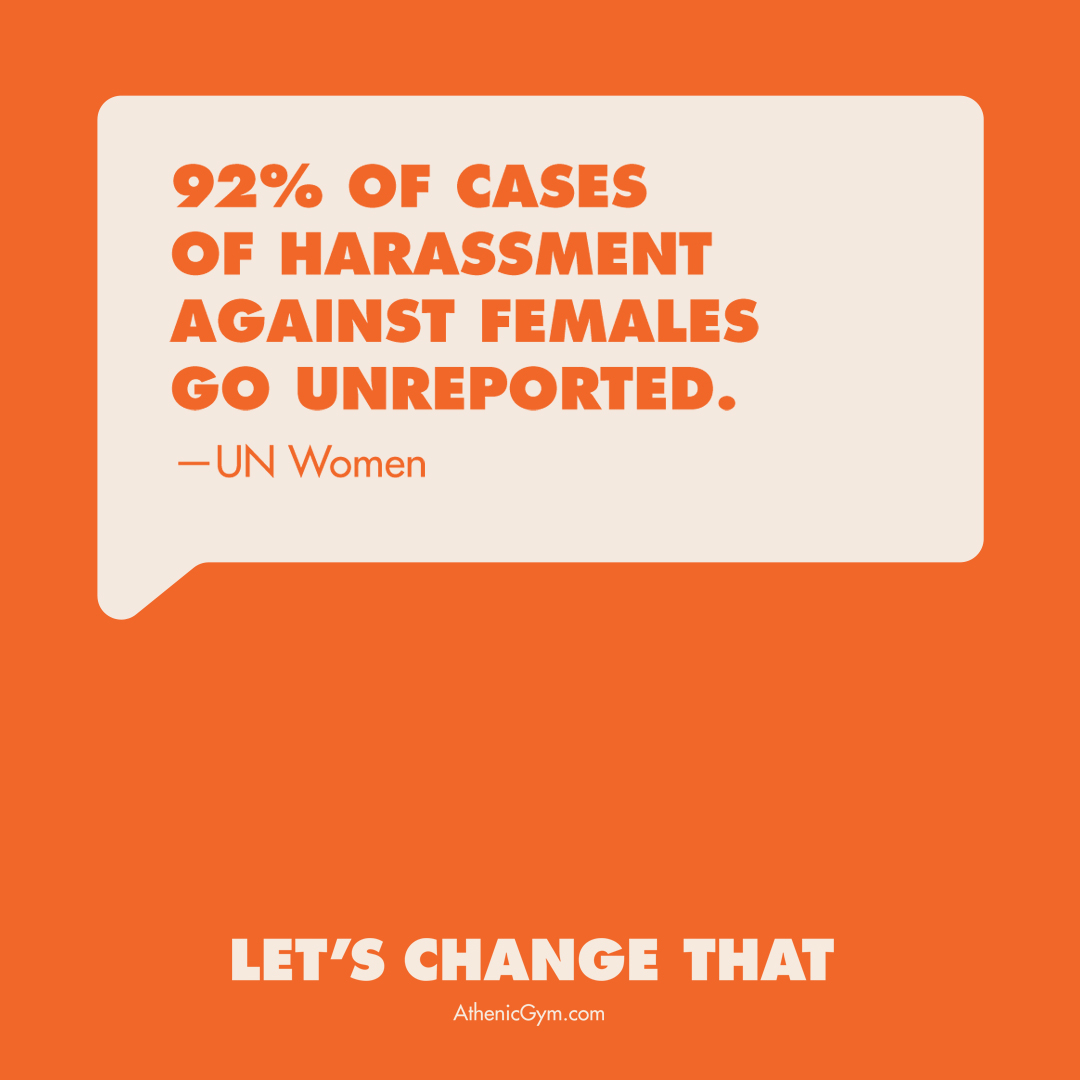 92% OF CASES
OF HARASSMENT
AGAINST FEMALES
GO UNREPORTED.
—UN Women
LET’S CHANGE THAT
AthenicGym.com